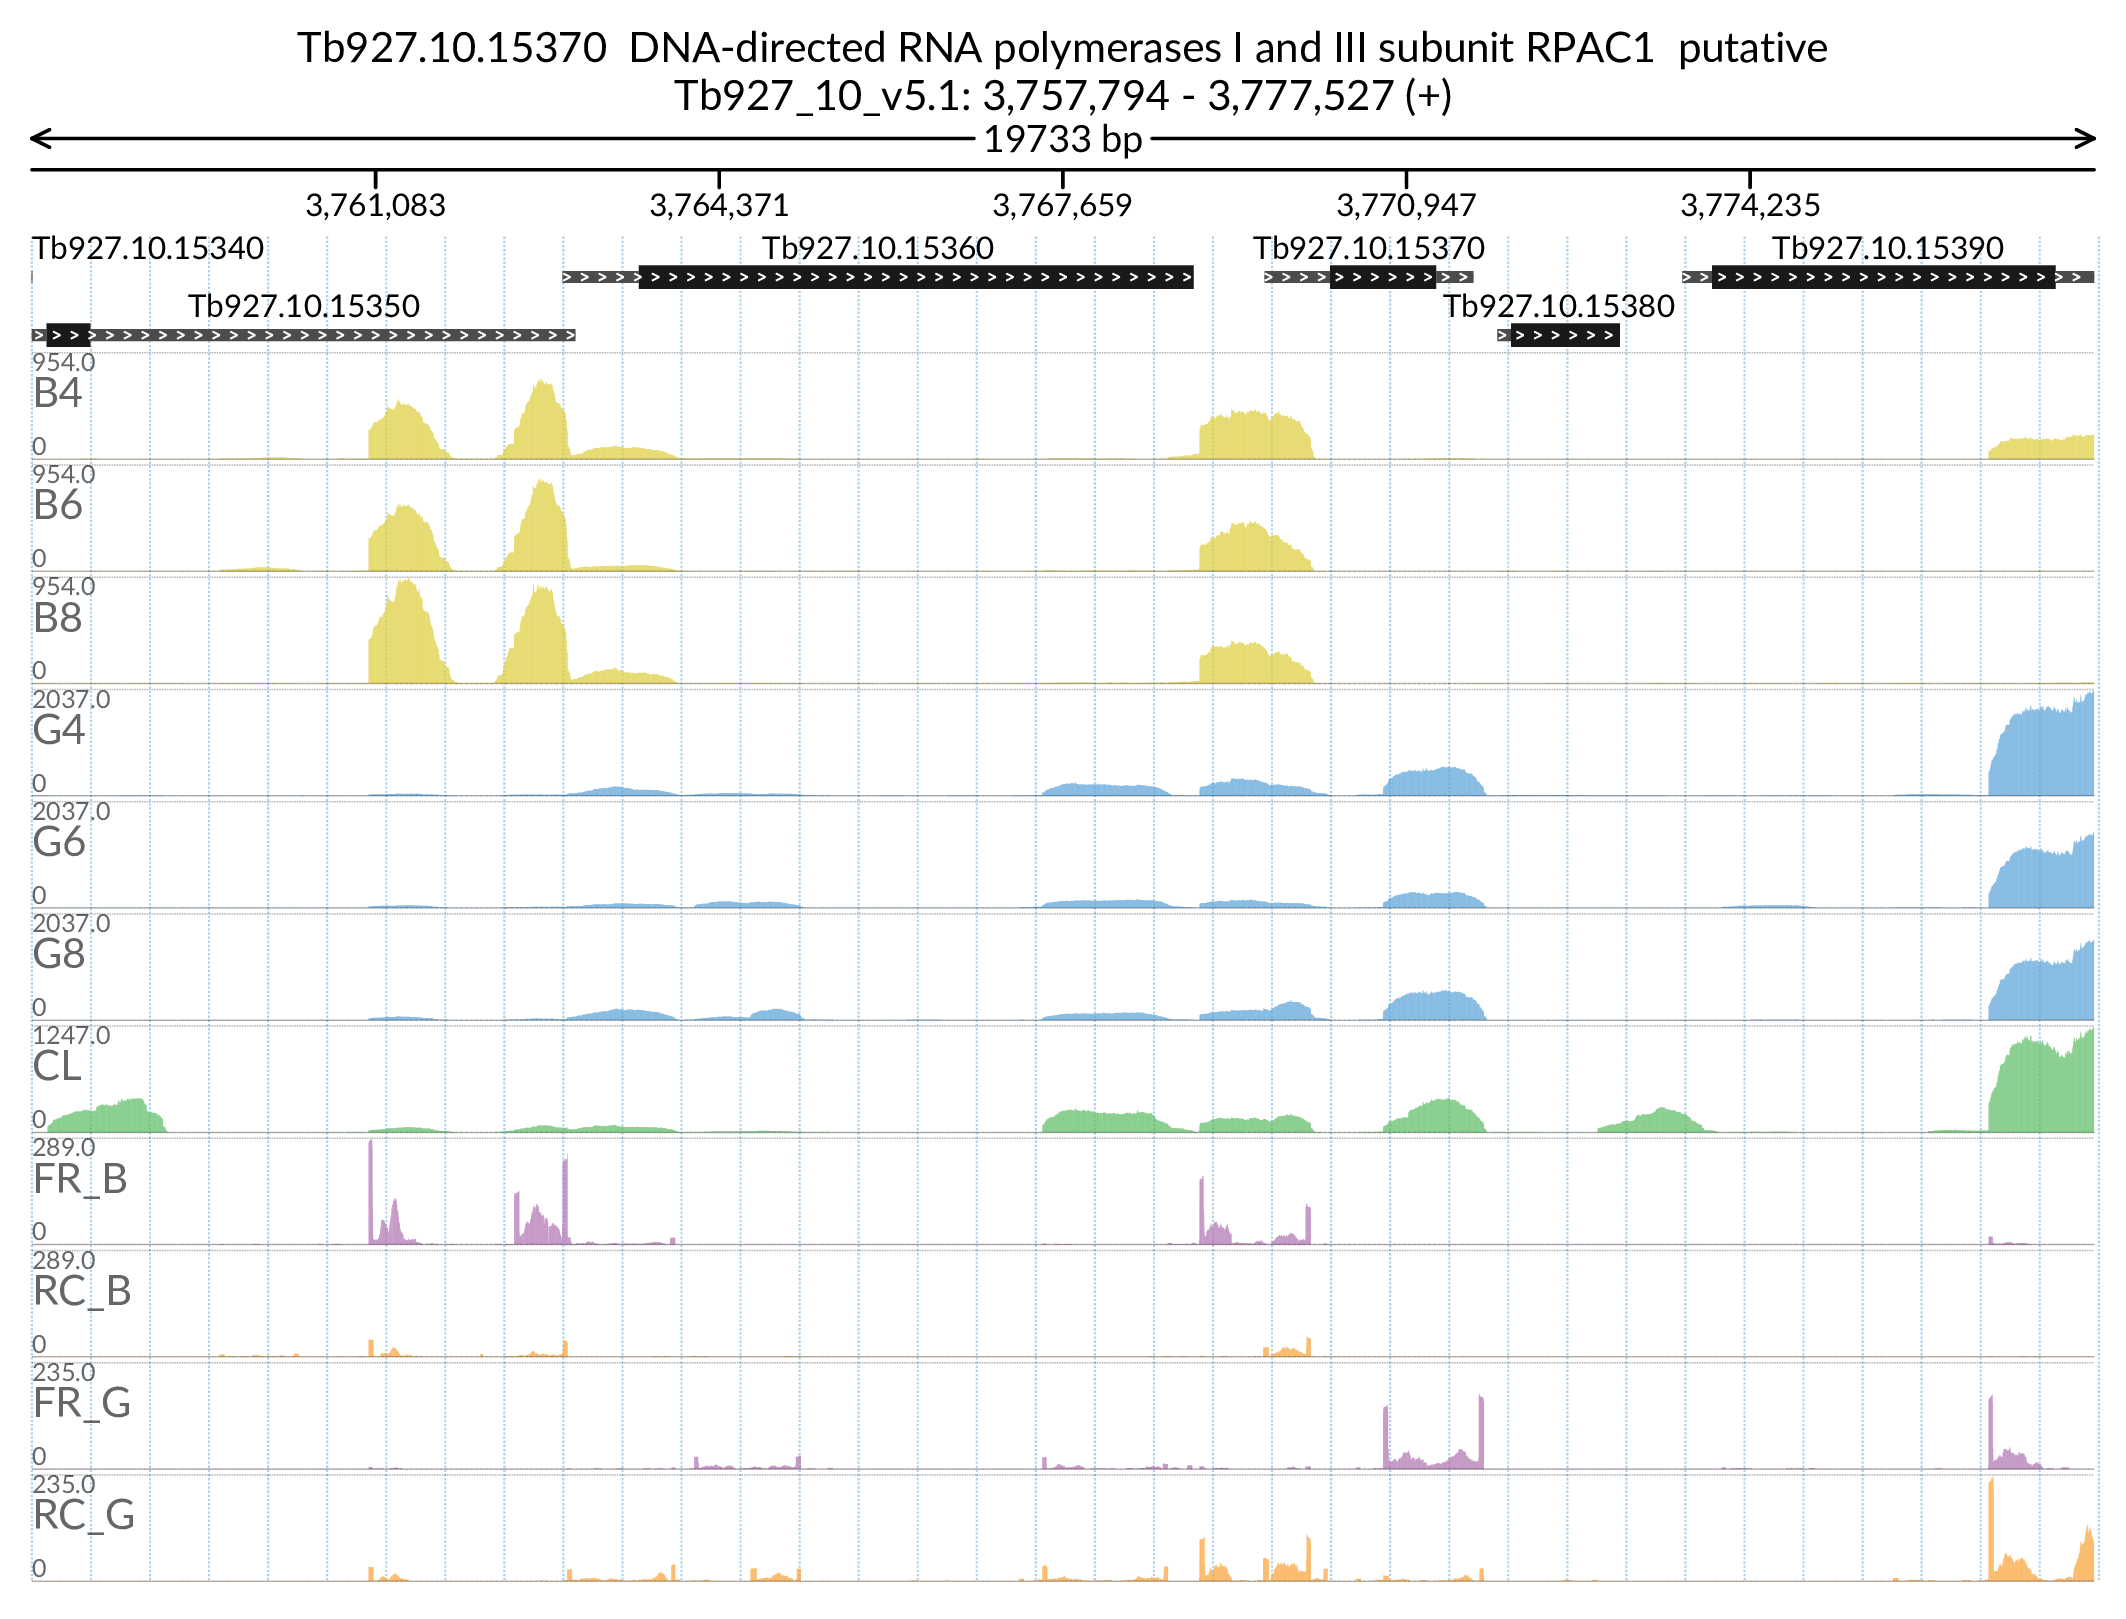 Tb927.10.15370  DNA-directed RNA polymerases I and III subunit RPAC1  putative
Tb927_10_v5.1: 3,757,794 - 3,777,527 (+)
19733 bp
3,761,083 3,764,371 3,767,659 3,770,947 3,774,235
Tb927.10.15340 Tb927.10.15360 Tb927.10.15370 Tb927.10.15390
Tb927.10.15350 Tb927.10.15380
954.0
B4
0
954.0
B6
0
954.0
B8
0
2037.0
G4
0
2037.0
G6
0
2037.0
G8
0
1247.0
CL
0
289.0
FR_B
0
289.0
RC_B
0
235.0
FR_G
0
235.0
RC_G
0